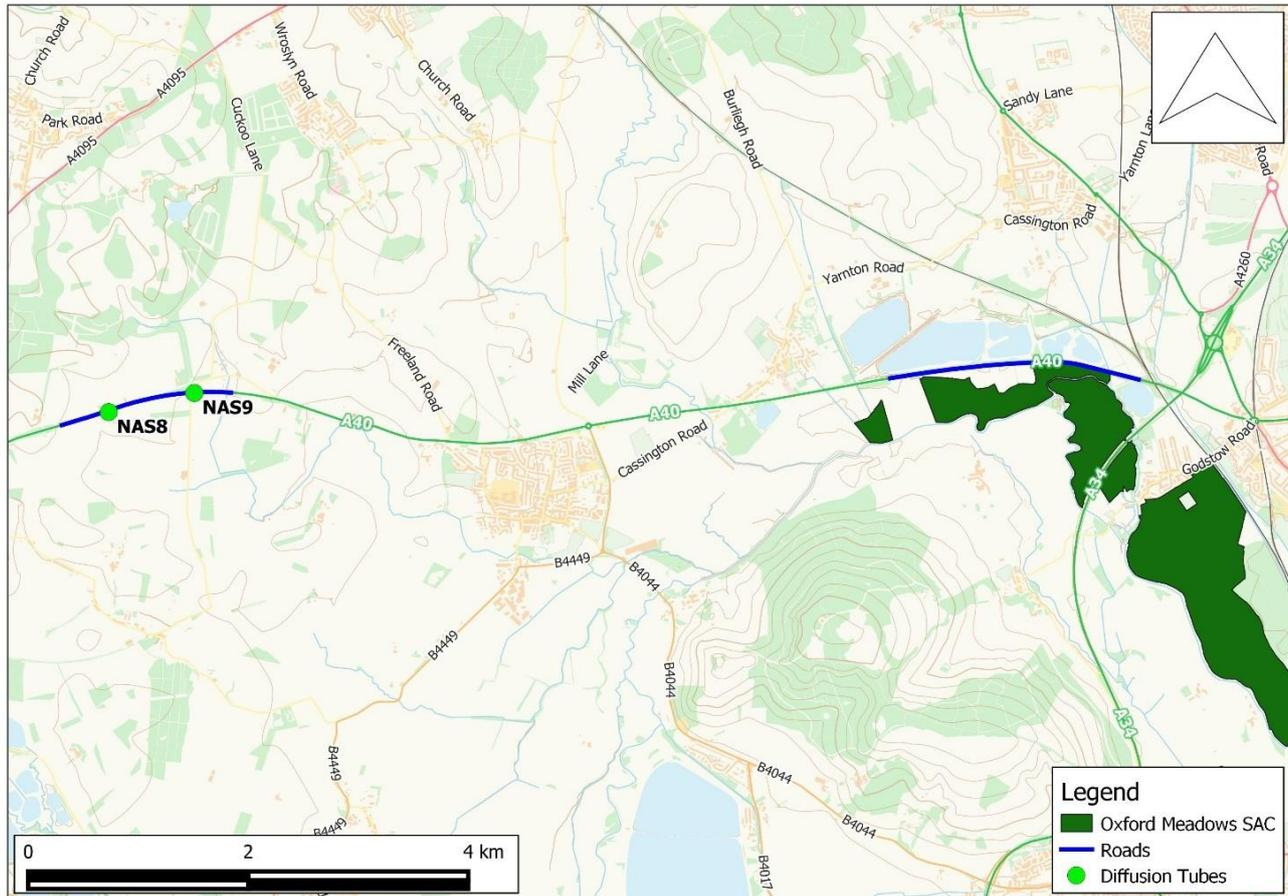 Church Road
Park Road
A4095
A4095
Wroslyn Road
Cuckoo Lane
Church Road
Burliegh Road
Sandy Lane
Yarnton Lane
Road
Cassington Road
Yarnton Road
A4260
A34
Freeland Road
Mill Lane
NAS8
NAS9
A40
A40
A40
Cassington Road
Godstow Road
A34
B4449
B4044
B4449
B4044
A34
B4449
B4449
B4044
B4044
B4017
0 2 4 km
Legend
Oxford Meadows SAC
Roads
Diffusion Tubes